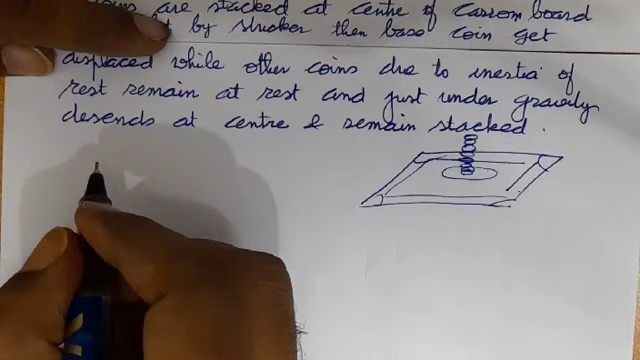 are stacked at centre of carrom board
by striker then base coin get
displaced while other coins due to inertia of
rest remain at rest and just under gravity
desends at centre & remain stacked.